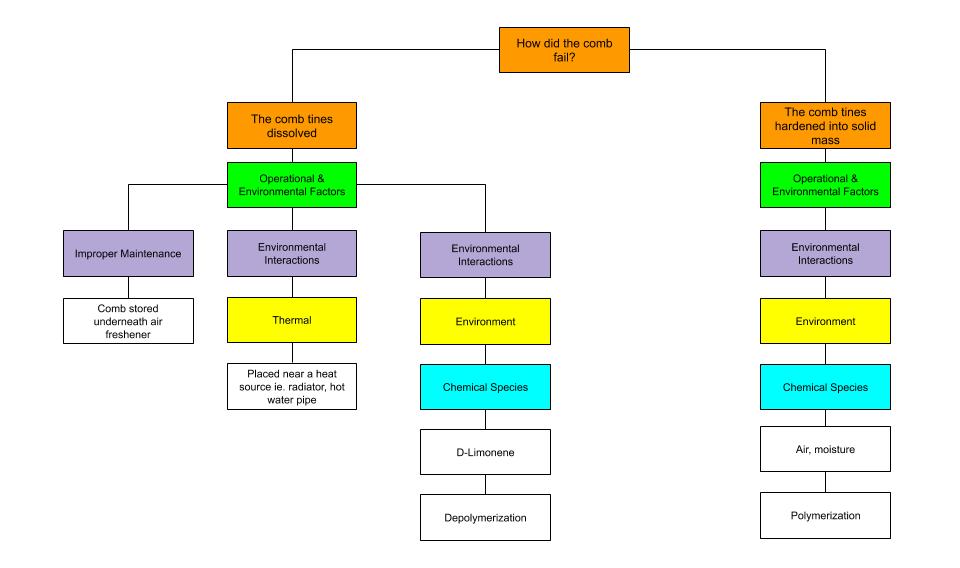 How did the comb
fail?
The comb tines
dissolved
The comb tines
hardened into solid
mass
Operational &
Environmental Factors
Operational &
Environmental Factors
Improper Maintenance
Environmental
Interactions
Environmental
Interactions
Environmental
Interactions
Comb stored
underneath air
freshener
Thermal
Environment
Environment
Placed near a heat
source ie. radiator, hot
water pipe
Chemical Species
Chemical Species
D-Limonene
Air, moisture
Depolymerization
Polymerization